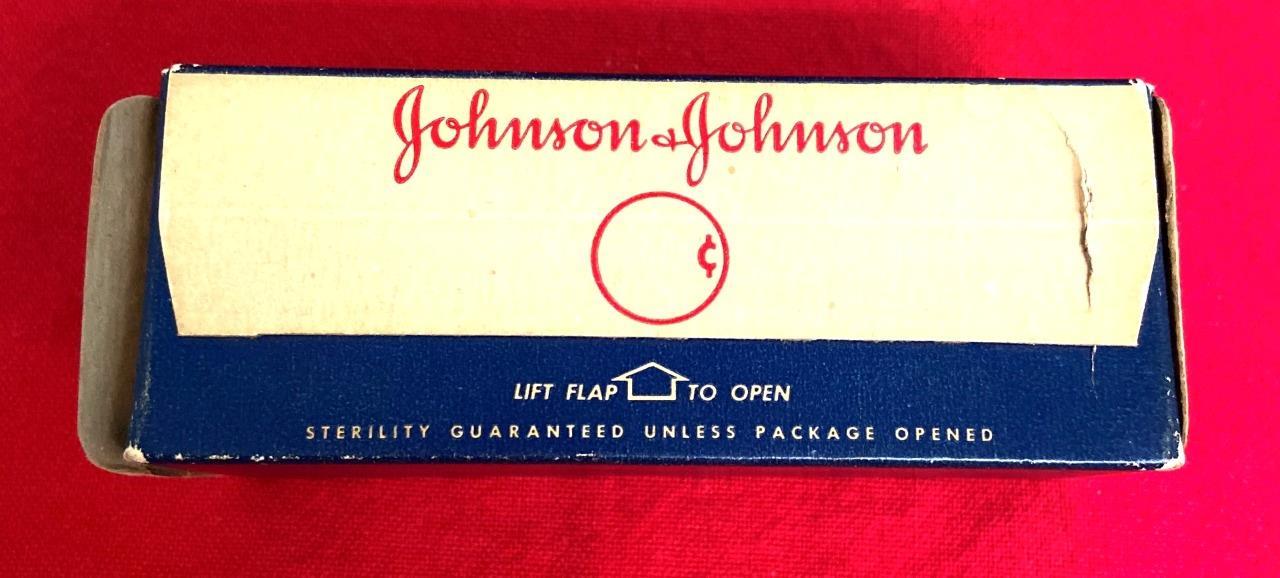 Johnson & Johnson
¢
LIFT FLAP TO OPEN
STERILITY GUARANTEED UNLESS PACKAGE OPENED